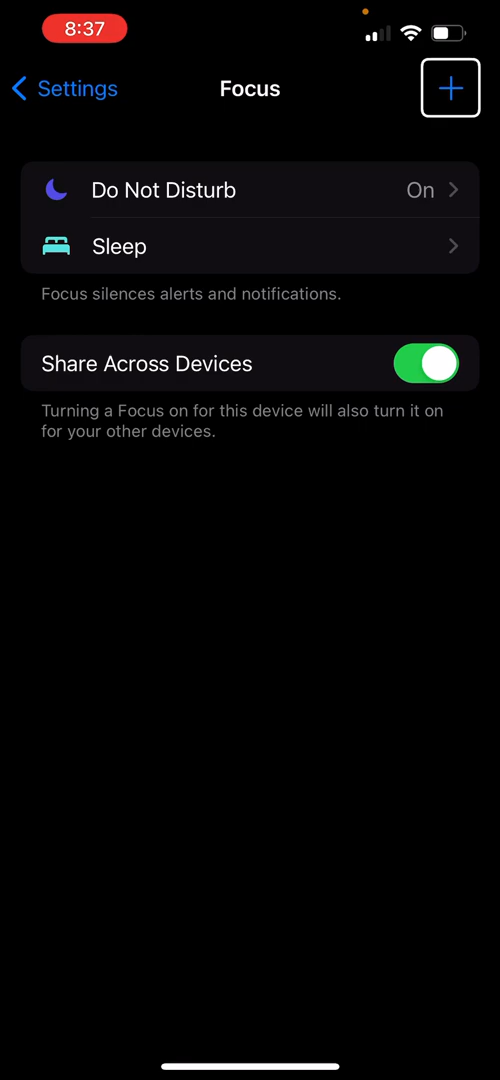 8:37
Settings
Focus
Do Not Disturb
On
Sleep
Focus silences alerts and notifications.
Share Across Devices
Turning a Focus on for this device will also turn it on
for your other devices.